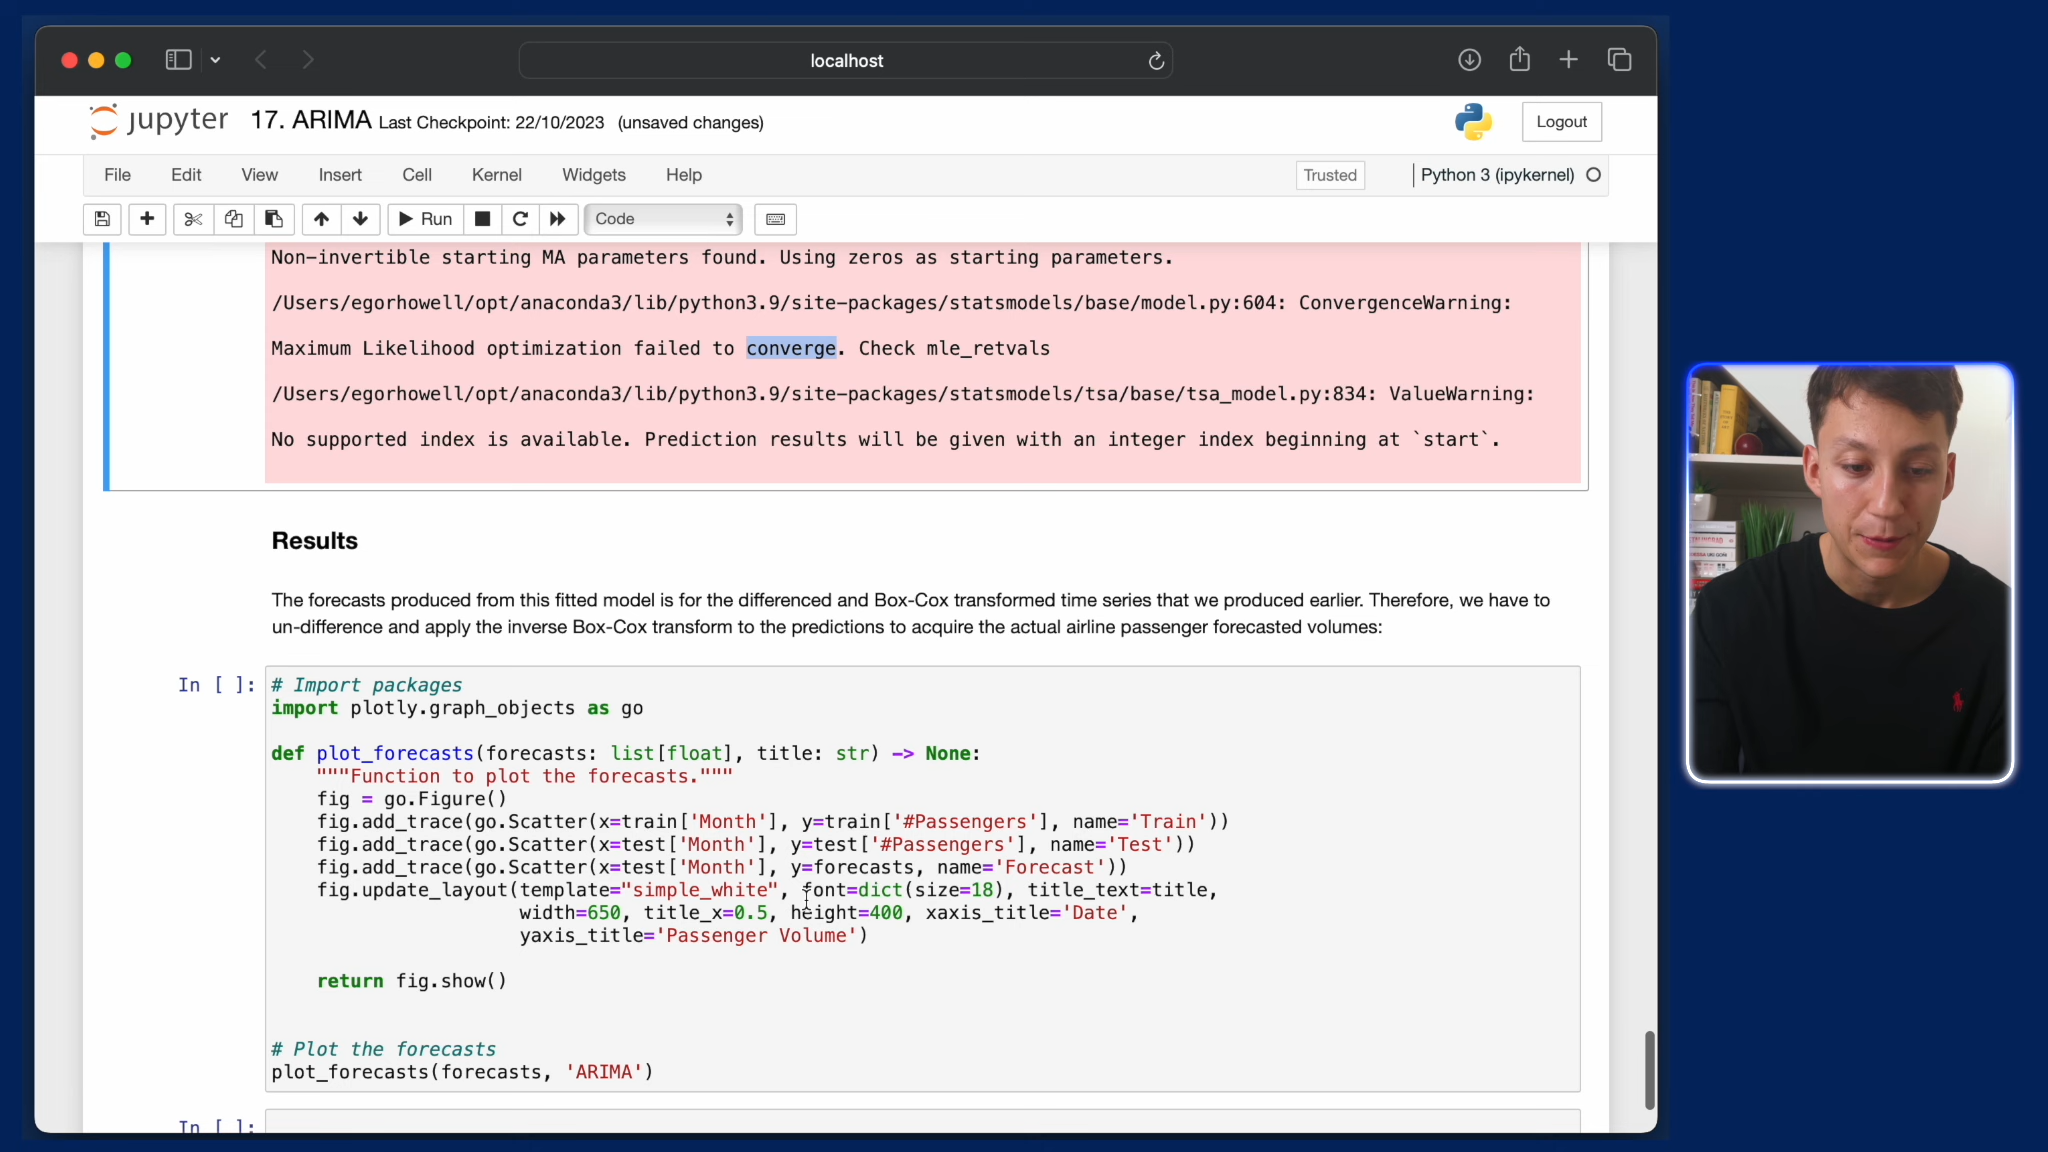 localhost
jupyter 17. ARIMA Last Checkpoint: 22/10/2023 (unsaved changes)
Logout
File Edit View Insert Cell Kernel Widgets Help
Trusted
Python 3 (ipykernel)
Run
Code
Non-invertible starting MA parameters found. Using zeros as starting parameters.
/Users/egorhowell/opt/anaconda3/lib/python3.9/site-packages/statsmodels/base/model.py:604: ConvergenceWarning:
Maximum Likelihood optimization failed to converge. Check mle_retvals
/Users/egorhowell/opt/anaconda3/lib/python3.9/site-packages/statsmodels/tsa/base/tsa_model.py:834: ValueWarning:
No supported index is available. Prediction results will be given with an integer index beginning at `start`.
Results
The forecasts produced from this fitted model is for the differenced and Box-Cox transformed time series that we produced earlier. Therefore, we have to
un-difference and apply the inverse Box-Cox transform to the predictions to acquire the actual airline passenger forecasted volumes:
In [ ]: # Import packages
import plotly.graph_objects as go
def plot_forecasts(forecasts: list[float], title: str) -> None:
    """Function to plot the forecasts."""
    fig = go.Figure()
    fig.add_trace(go.Scatter(x=train['Month'], y=train['#Passengers'], name='Train'))
    fig.add_trace(go.Scatter(x=test['Month'], y=test['#Passengers'], name='Test'))
    fig.add_trace(go.Scatter(x=test['Month'], y=forecasts, name='Forecast'))
    fig.update_layout(template="simple_white", font=dict(size=18), title_text=title,
                      width=650, title_x=0.5, height=400, xaxis_title='Date',
                      yaxis_title='Passenger Volume')
    return fig.show()
# Plot the forecasts
plot_forecasts(forecasts, 'ARIMA')
In [ ]: